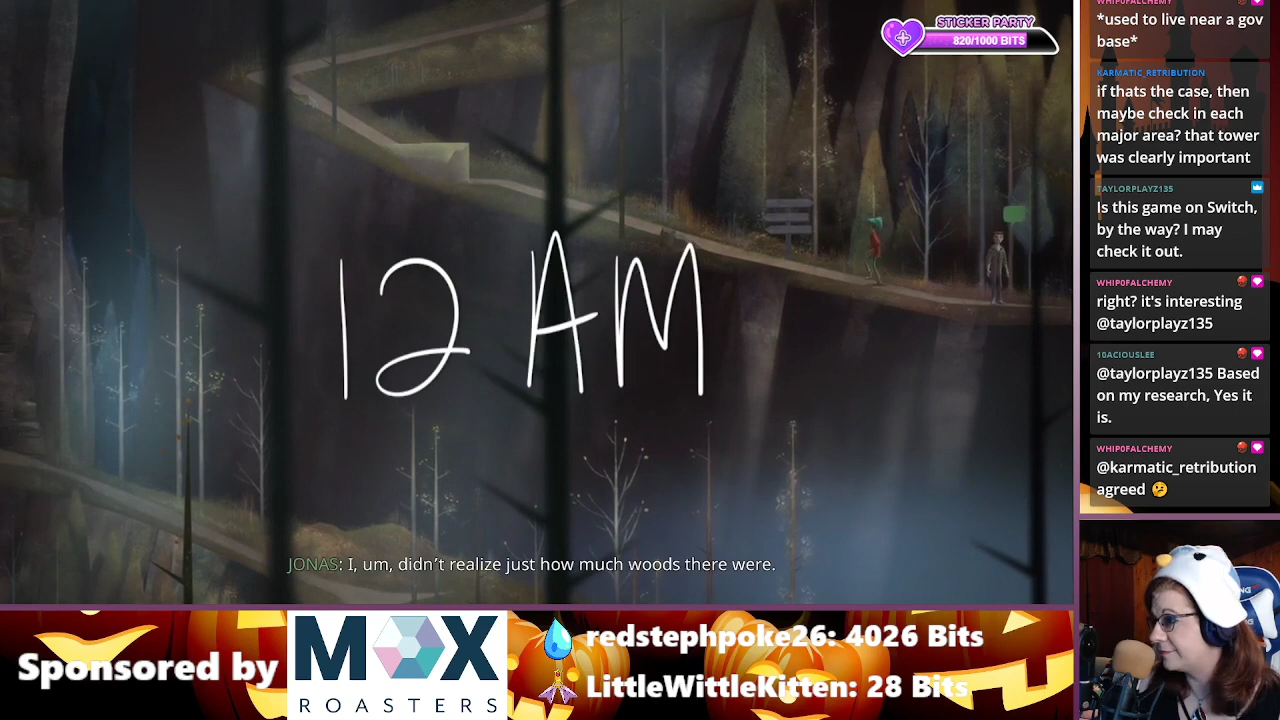 STICKER PARTY
820/1000 BITS
12 AM
JONAS: I, um, didn't realize just how much woods there were.
WHIP0FALCHEMY
*used to live near a gov
base*
KARMATIC_RETRIBUTION
if thats the case, then
maybe check in each
major area? that tower
was clearly important
TAYLORPLAYZ135
Is this game on Switch,
by the way? I may
check it out.
WHIP0FALCHEMY
right? it's interesting
@taylorplayz135
10ACIOUSLEE
@taylorplayz135 Based
on my research, Yes it
is.
WHIP0FALCHEMY
@karmatic_retribution
agreed 🤔
Sponsored by
MOX
ROASTERS
redstephpoke26: 4026 Bits
LittleWittleKitten: 28 Bits